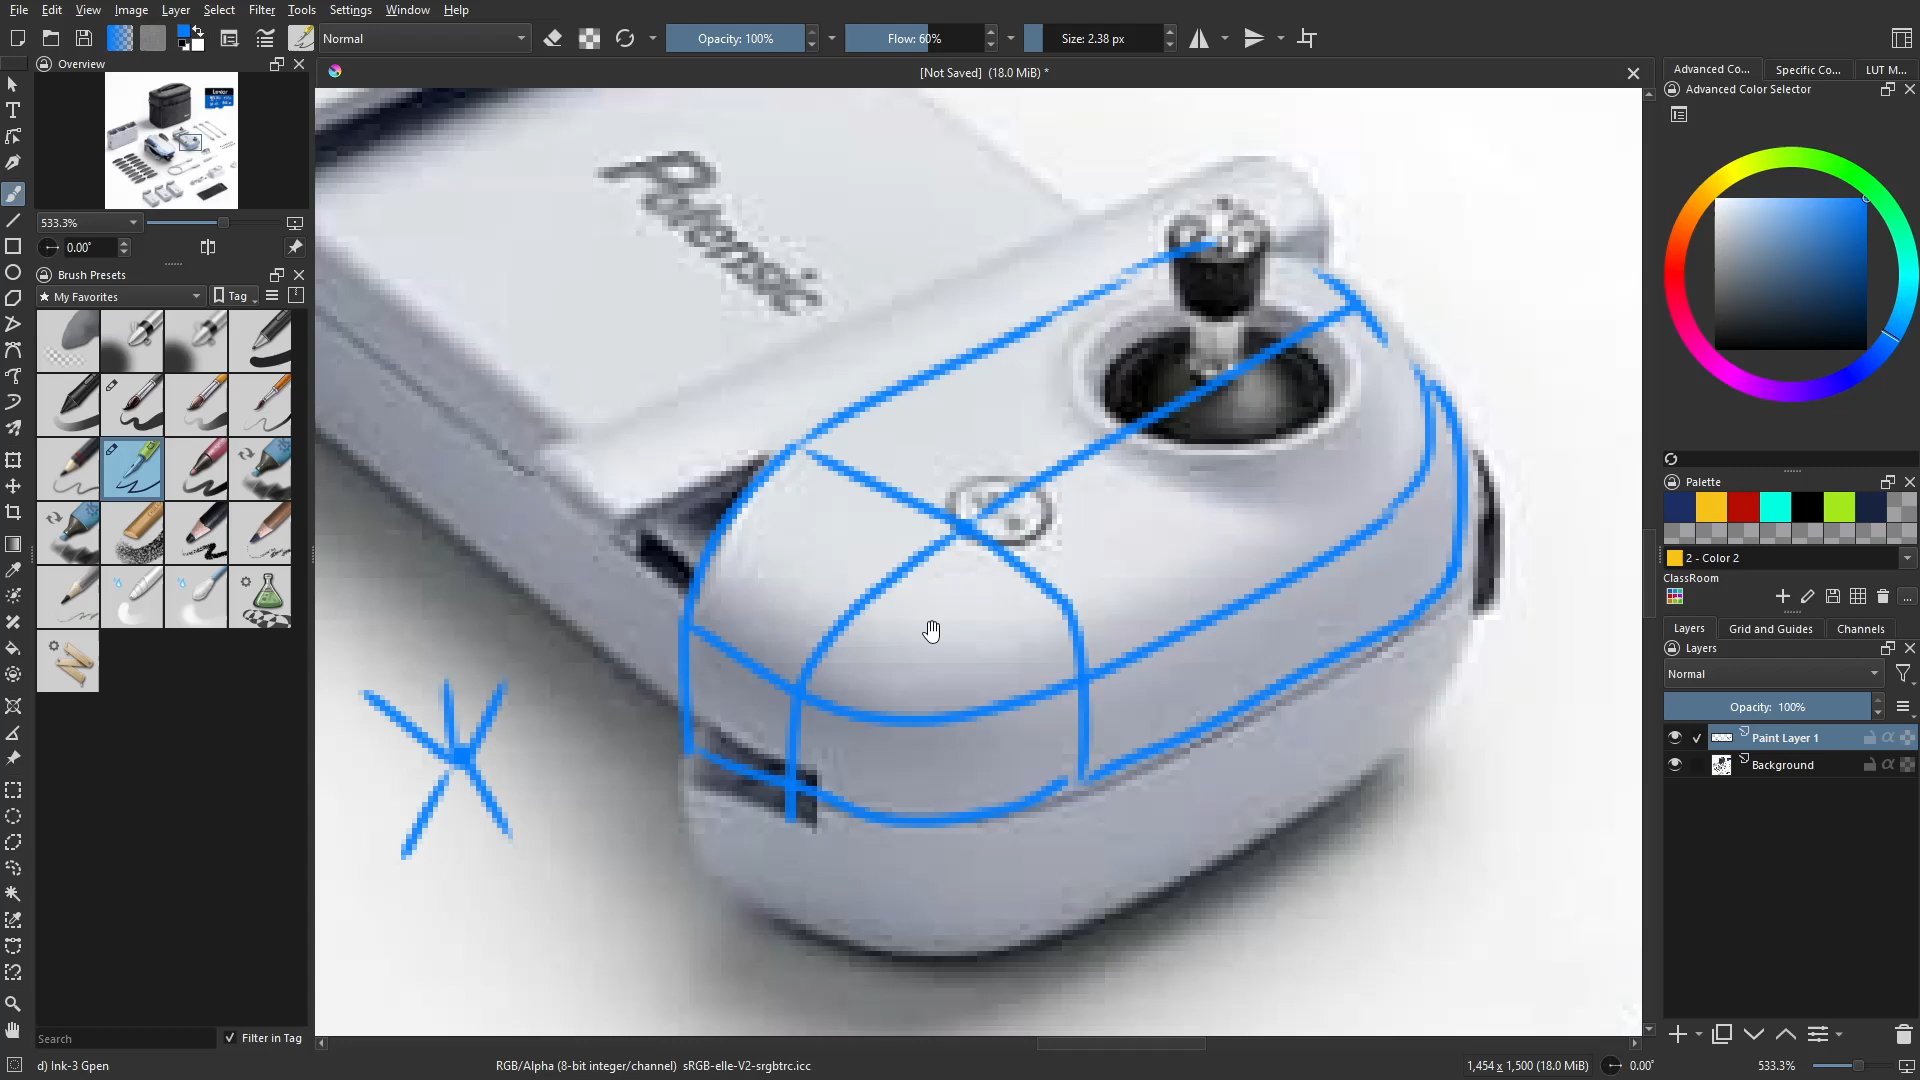 File Edit View Image Layer Select Filter Tools Settings Window Help
Normal
Opacity: 100%
Flow: 60%
Size: 2.38 px
Overview
[Not Saved] (18.0 MiB) *
Advanced Co...
Specific Co...
LUT M...
Advanced Color Selector
533.3%
0.00°
Brush Presets
My Favorites
Tag
Potensic
Palette
2 - Color 2
ClassRoom
...
Layers
Grid and Guides
Channels
Layers
Normal
Opacity: 100%
Paint Layer 1
Background
Search
Filter in Tag
d) Ink-3 Gpen
RGB/Alpha (8-bit integer/channel) sRGB-elle-V2-srgbtrc.icc
1,454 x 1,500 (18.0 MiB)
0.00°
533.3%